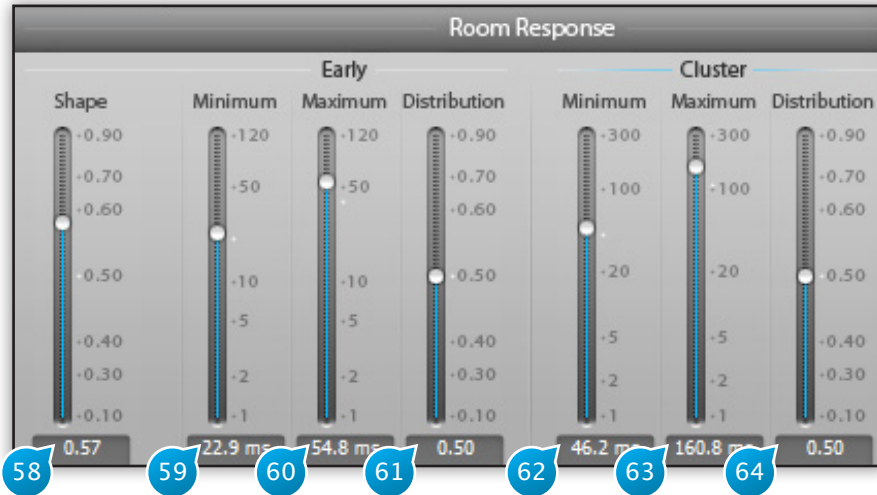 Room Response
Early Cluster
Shape Minimum Maximum Distribution Minimum Maximum Distribution
0.90 120 120 0.90 300 300 0.90
0.70 50 50 0.70 100 100 0.70
0.60 0.60 0.60
0.50 10 10 0.50 20 20 0.50
0.40 5 5 0.40 5 5 0.40
0.30 2 2 0.30 2 2 0.30
0.10 1 1 0.10 1 1 0.10
0.57 22.9 ms 54.8 ms 0.50 46.2 ms 160.8 ms 0.50
58 59 60 61 62 63 64